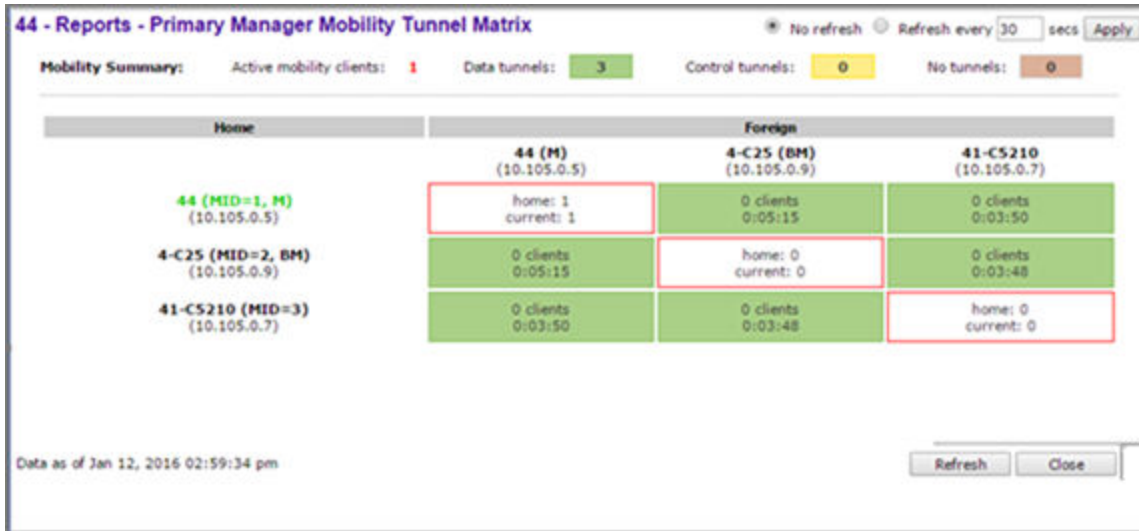 44 - Reports - Primary Manager Mobility Tunnel Matrix
No refresh Refresh every 30 secs Apply
Mobility Summary: Active mobility clients: 1 Data tunnels: 3 Control tunnels: 0 No tunnels: 0
Home Foreign
44 (M) 4-C25 (BM) 41-C5210
(10.105.0.5) (10.105.0.9) (10.105.0.7)
44 (MID=1, M) home: 1 0 clients 0 clients
(10.105.0.5) current: 1 0:05:15 0:03:50
4-C25 (MID=2, BM) 0 clients home: 0 0 clients
(10.105.0.9) 0:05:15 current: 0 0:03:48
41-C5210 (MID=3) 0 clients 0 clients home: 0
(10.105.0.7) 0:03:50 0:03:48 current: 0
Data as of Jan 12, 2016 02:59:34 pm
Refresh Close